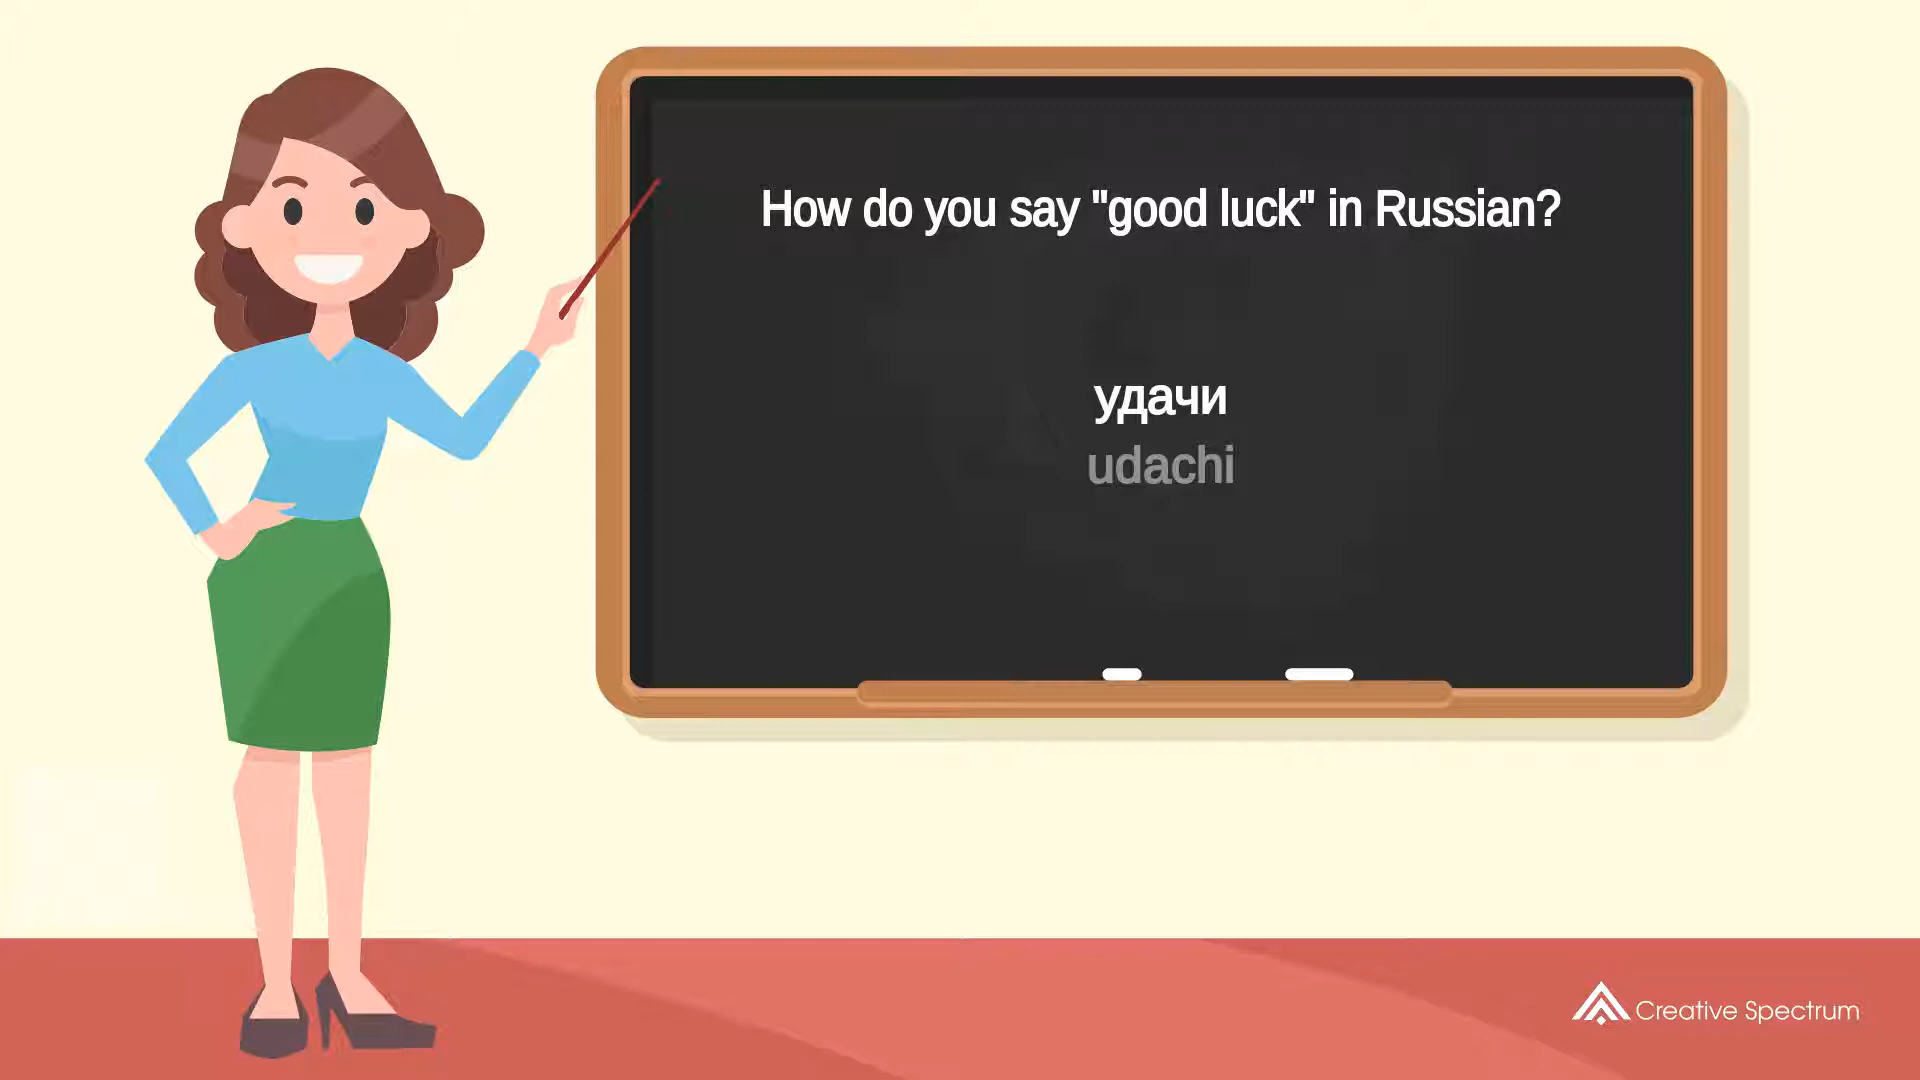 How do you say "good luck" in Russian?
удачи
udachi
Creative Spectrum